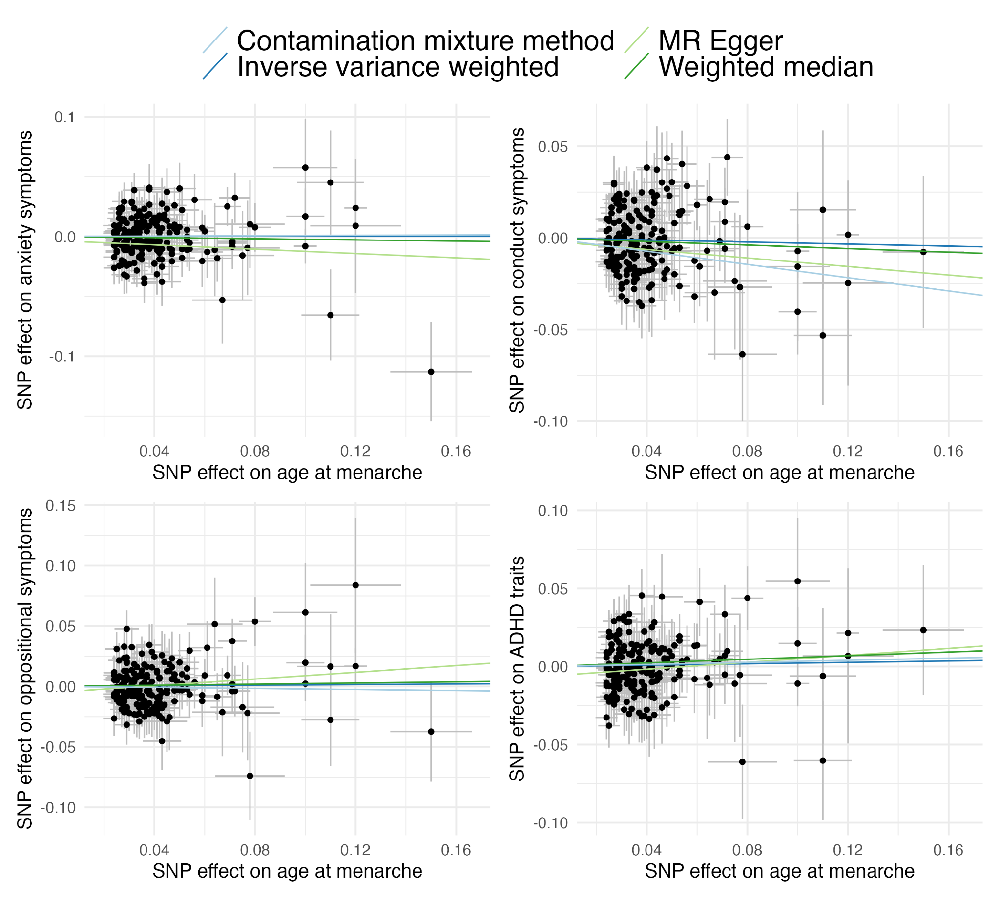 Contamination mixture method
MR Egger
Inverse variance weighted
Weighted median
SNP effect on anxiety symptoms
0.1
0.0
-0.1
0.04 0.08 0.12 0.16
SNP effect on age at menarche
SNP effect on conduct symptoms
0.05
0.00
-0.05
-0.10
0.04 0.08 0.12 0.16
SNP effect on age at menarche
SNP effect on oppositional symptoms
0.15
0.10
0.05
0.00
-0.05
-0.10
0.04 0.08 0.12 0.16
SNP effect on age at menarche
SNP effect on ADHD traits
0.10
0.05
0.00
-0.05
-0.10
0.04 0.08 0.12 0.16
SNP effect on age at menarche